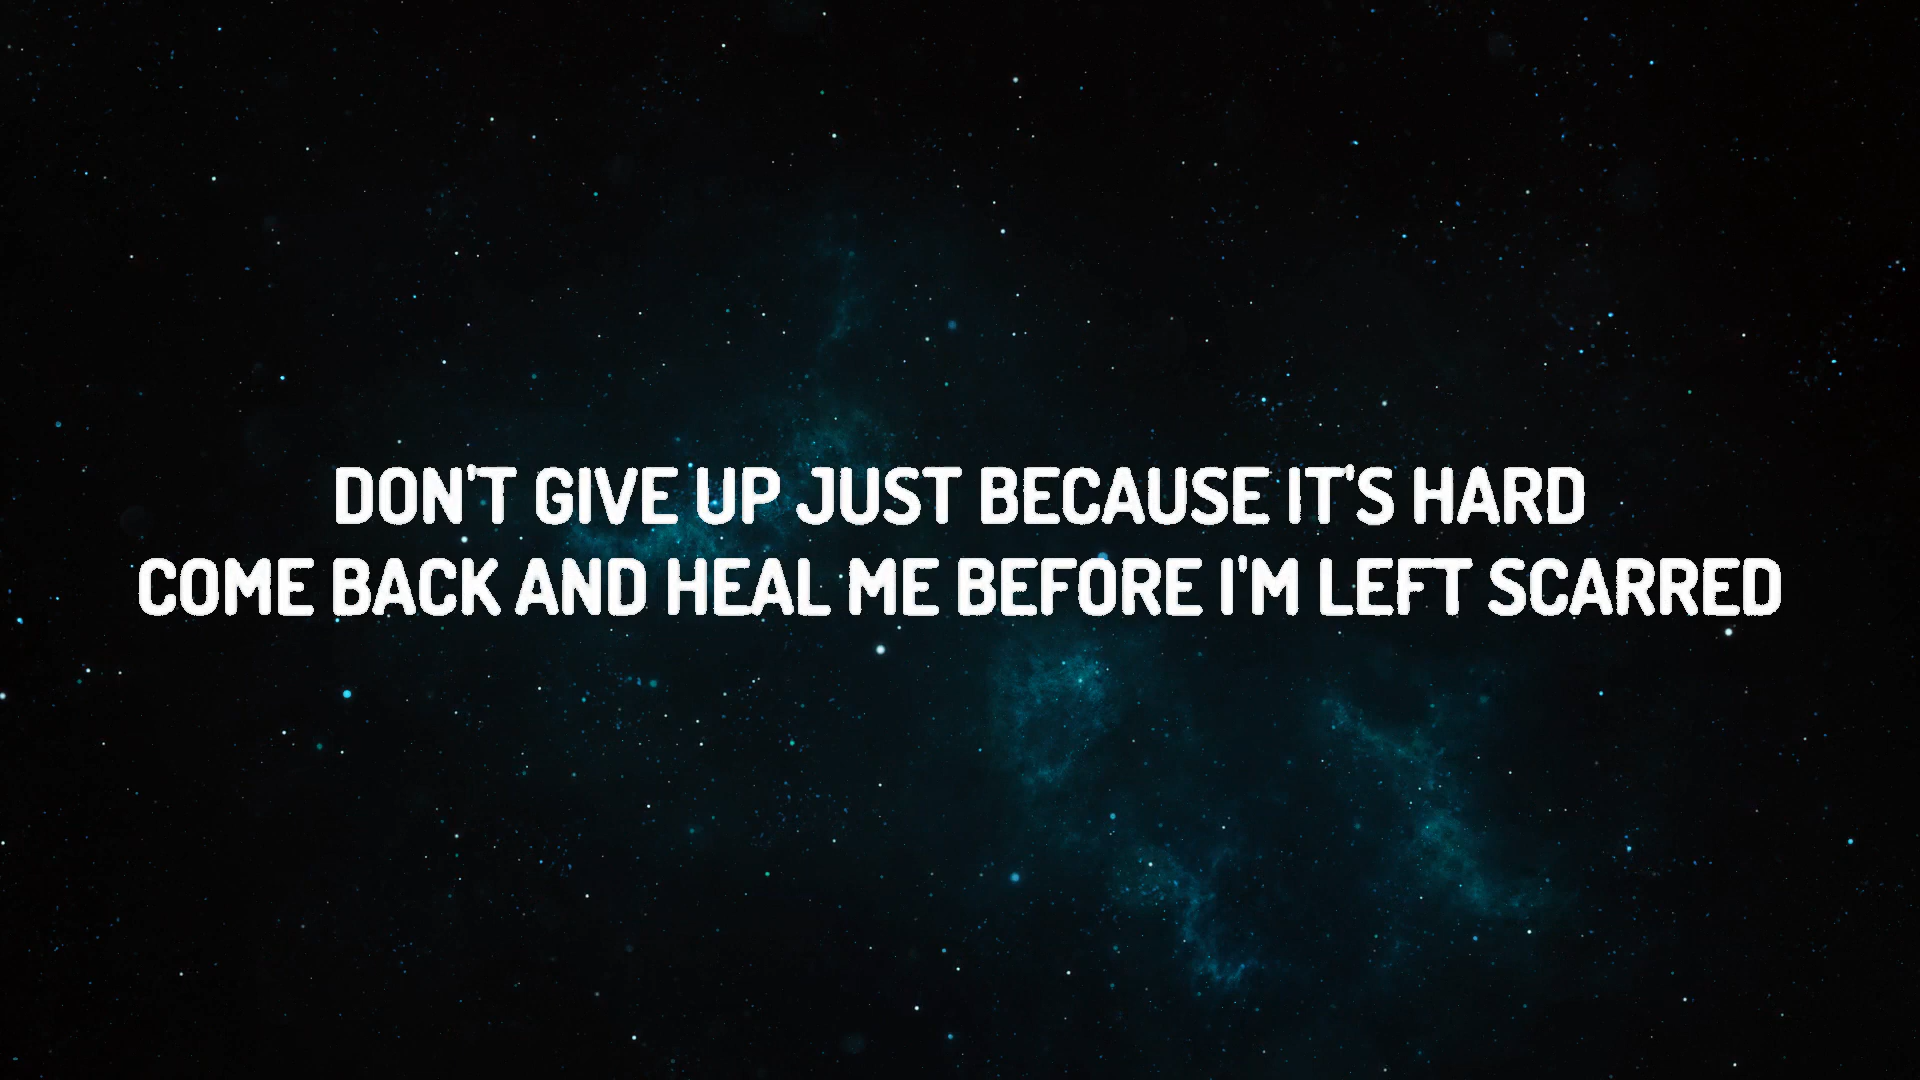 DON'T GIVE UP JUST BECAUSE IT'S HARD
COME BACK AND HEAL ME BEFORE I'M LEFT SCARRED